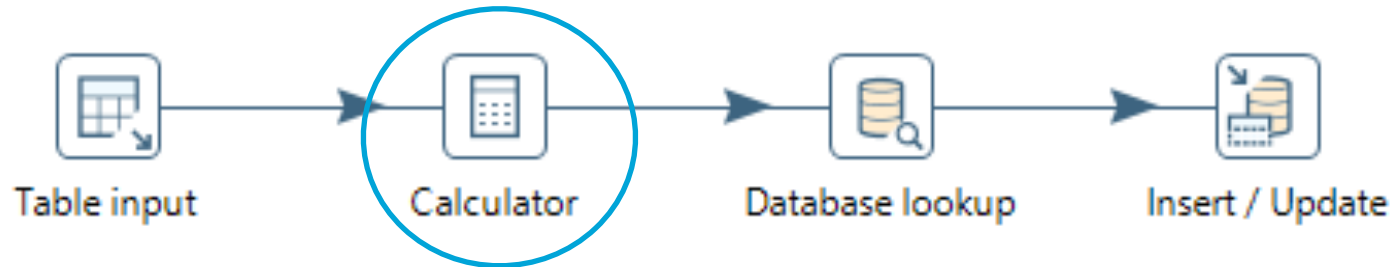 Table input
Calculator
Database lookup
Insert / Update